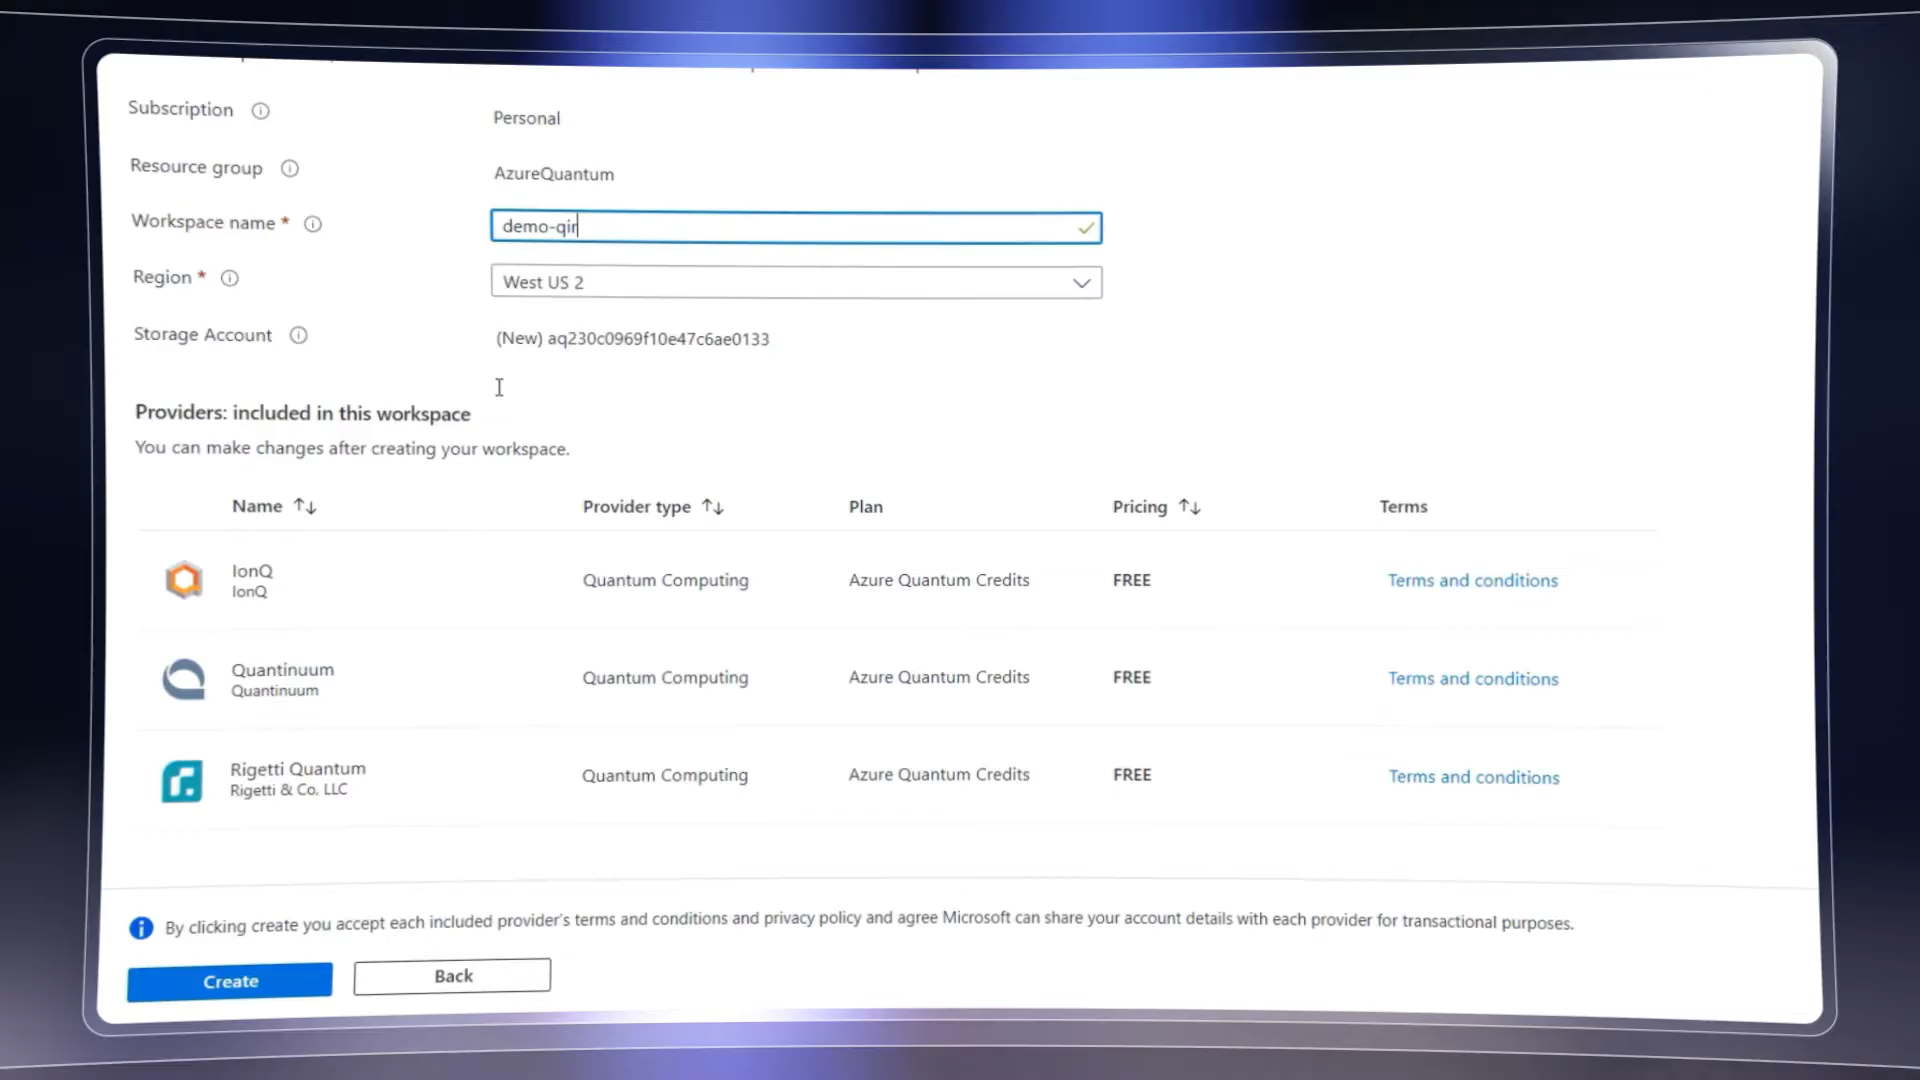 Subscription
Personal
Resource group
AzureQuantum
Workspace name *
demo-qir
Region *
West US 2
Storage Account
(New) aq230c0969f10e47c6ae0133
Providers: included in this workspace
You can make changes after creating your workspace.
Name Provider type Plan Pricing Terms
IonQ
IonQ
Quantum Computing Azure Quantum Credits FREE Terms and conditions
Quantinuum
Quantinuum
Quantum Computing Azure Quantum Credits FREE Terms and conditions
Rigetti Quantum
Rigetti & Co, LLC
Quantum Computing Azure Quantum Credits FREE Terms and conditions
By clicking create you accept each included provider's terms and conditions and privacy policy and agree Microsoft can share your account details with each provider for transactional purposes.
Create Back